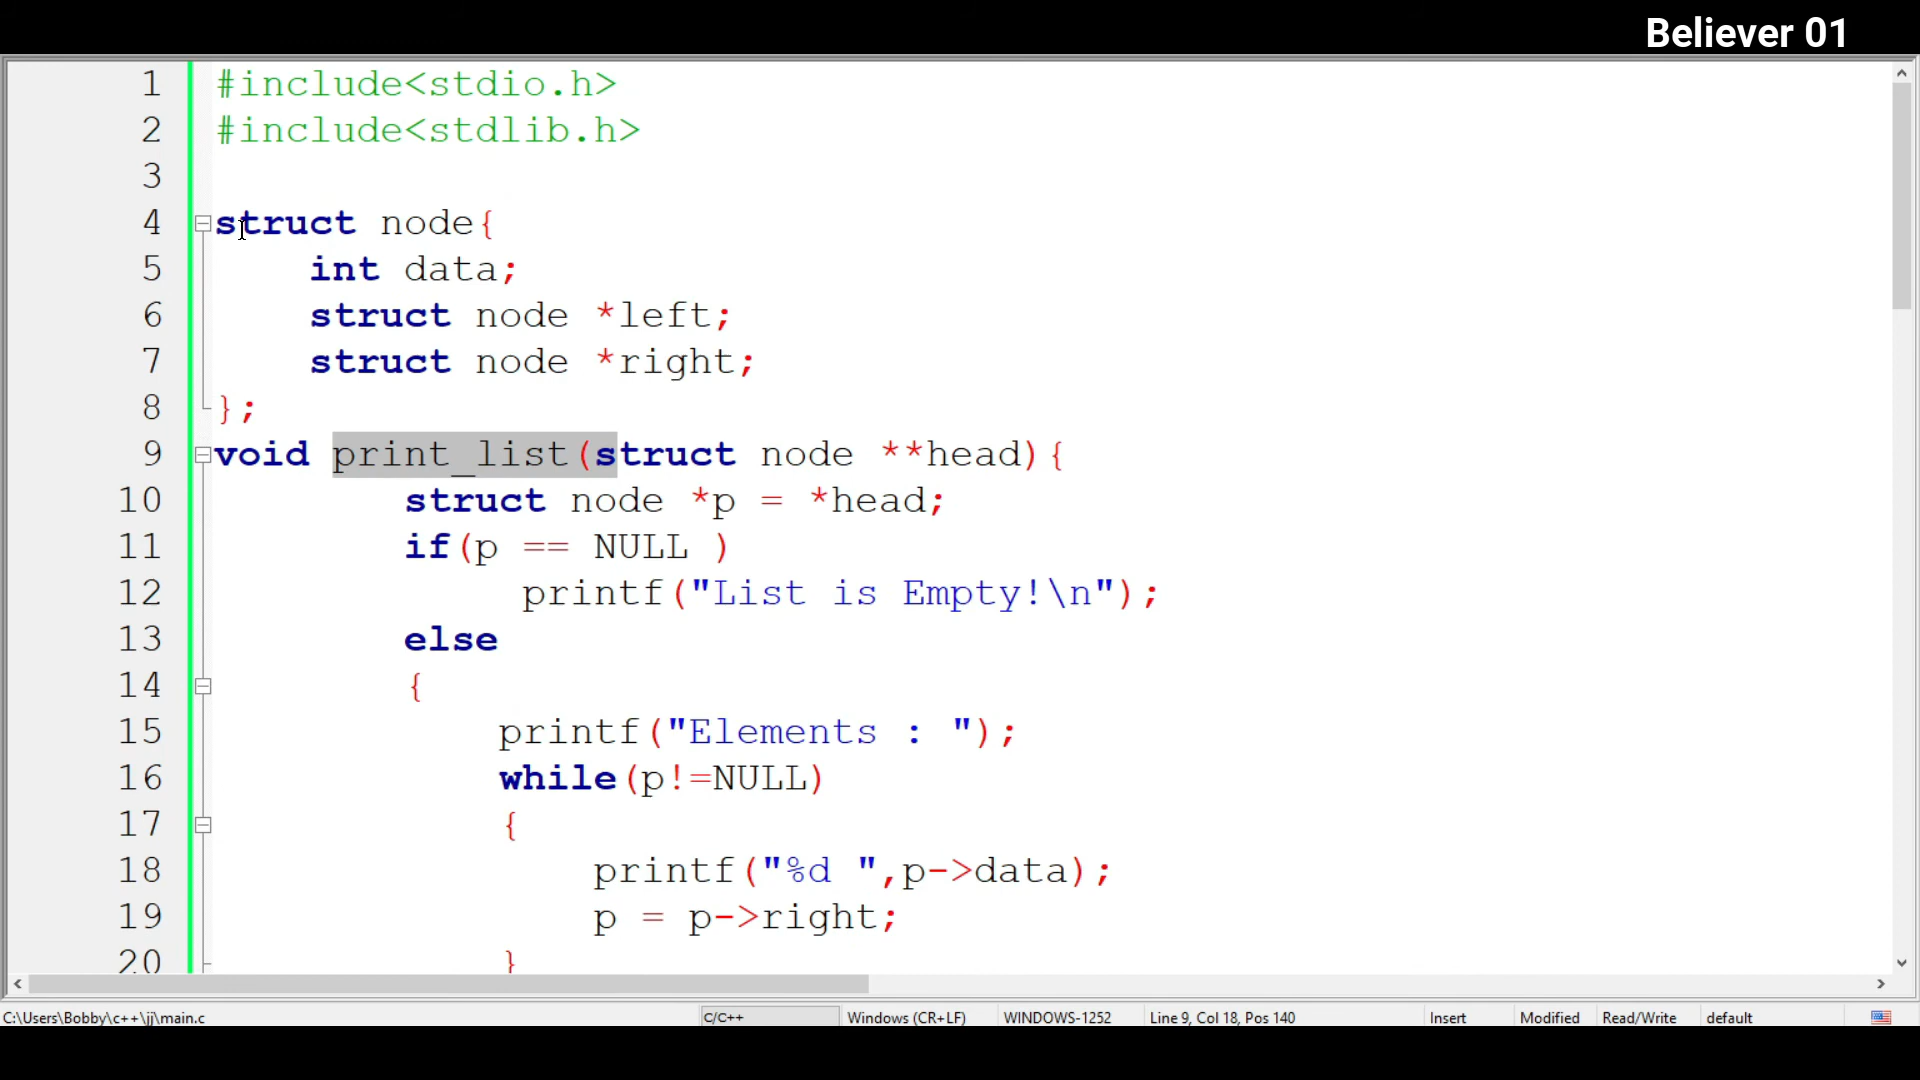 Believer 01
1 #include<stdio.h>
2 #include<stdlib.h>
3
4 struct node{
5 int data;
6 struct node *left;
7 struct node *right;
8 };
9 void print_list(struct node **head){
10 struct node *p = *head;
11 if(p == NULL )
12 printf("List is Empty!\n");
13 else
14 {
15 printf("Elements : ");
16 while(p!=NULL)
17 {
18 printf("%d ",p->data);
19 p = p->right;
20 }
C:\Users\Bobby\c++\jj\main.c C/C++ Windows (CR+LF) WINDOWS-1252 Line 9, Col 18, Pos 140 Insert Modified Read/Write default